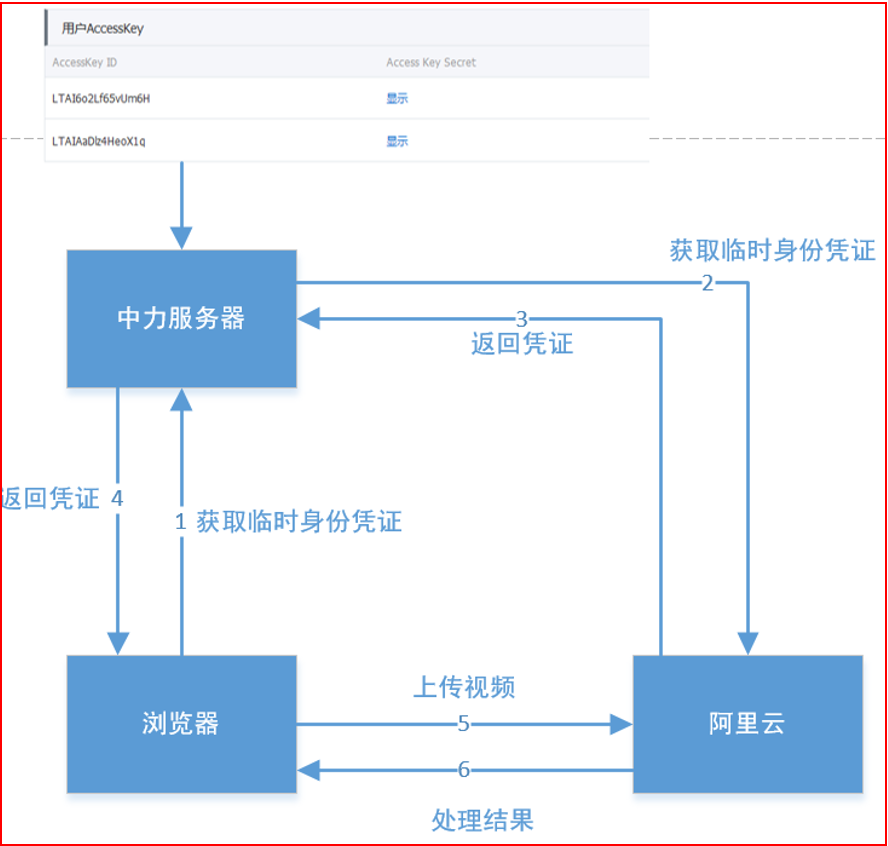 用户AccessKey
AccessKey ID Access Key Secret
LTAI6o2Lf65vUm6H 显示
LTAIAaDlz4HeoX1q 显示
获取临时身份凭证
2
中力服务器
3
返回凭证
返回凭证 4
1 获取临时身份凭证
上传视频
浏览器
5
阿里云
6
处理结果